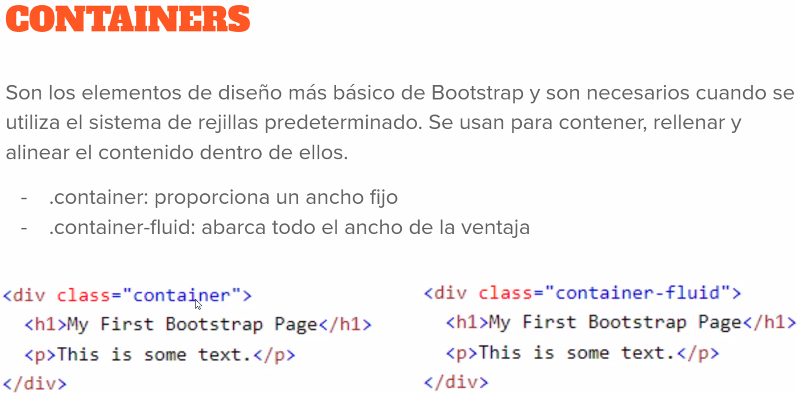 CONTAINERS
Son los elementos de diseño más básico de Bootstrap y son necesarios cuando se
utiliza el sistema de rejillas predeterminado. Se usan para contener, rellenar y
alinear el contenido dentro de ellos.
- .container: proporciona un ancho fijo
- .container-fluid: abarca todo el ancho de la ventaja
<div class="container">
<h1>My First Bootstrap Page</h1>
<p>This is some text.</p>
</div>
<div class="container-fluid">
<h1>My First Bootstrap Page</h1>
<p>This is some text.</p>
</div>